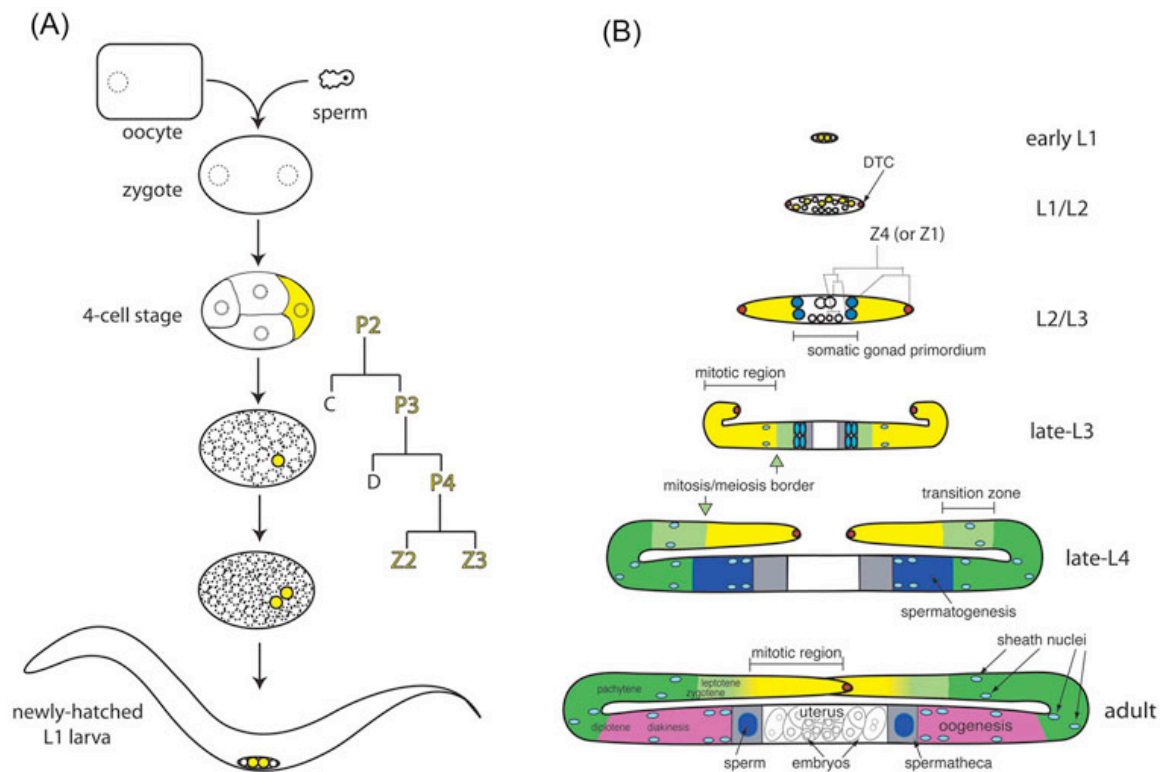 (A)
oocyte
sperm
zygote
4-cell stage
P2
C
P3
D
P4
Z2
Z3
newly-hatched
L1 larva
(B)
early L1
DTC
L1/L2
Z4 (or Z1)
L2/L3
somatic gonad primordium
mitotic region
late-L3
mitosis/meiosis border
transition zone
late-L4
spermatogenesis
sheath nuclei
mitotic region
pachytene
leptotene
zygotene
adult
diplotene
diakinesis
uterus
oogenesis
sperm
embryos
spermatheca